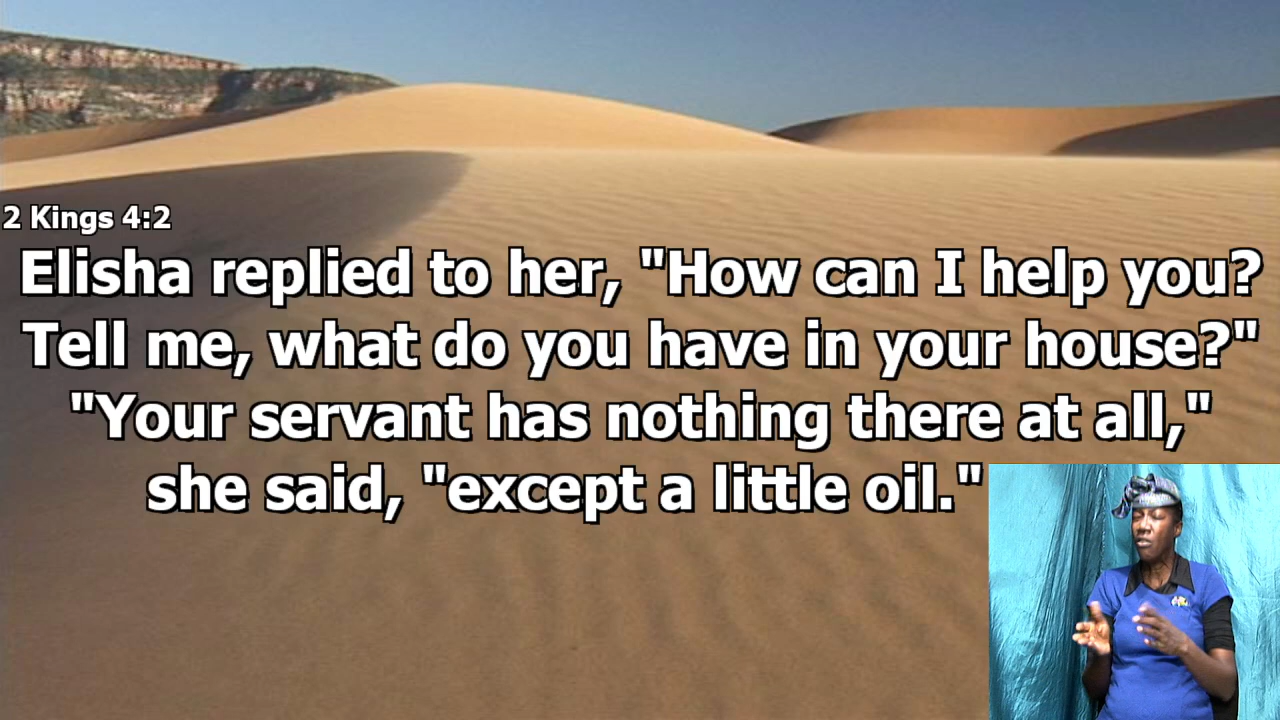 2 Kings 4:2
Elisha replied to her, "How can I help you?
Tell me, what do you have in your house?"
"Your servant has nothing there at all,"
she said, "except a little oil."